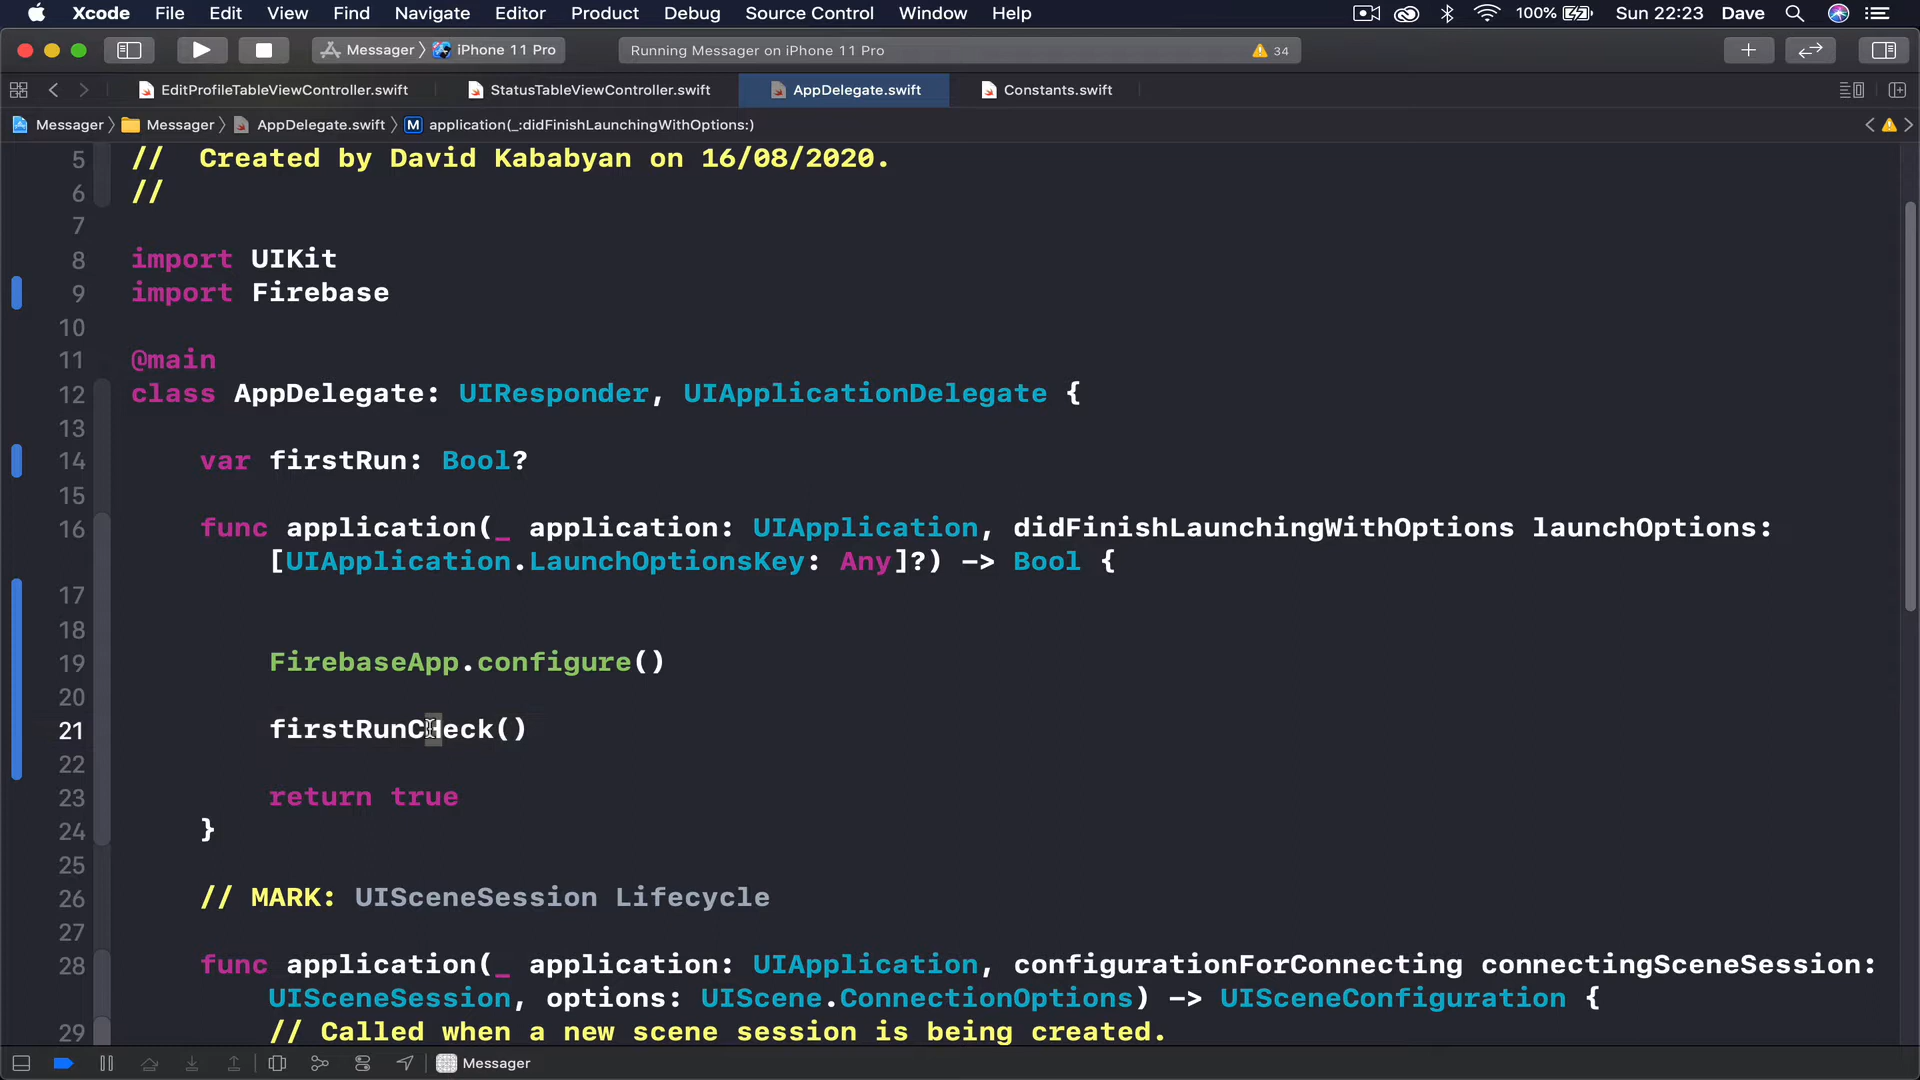 Xcode File Edit View Find Navigate Editor Product Debug Source Control Window Help 100% Sun 22:23 Dave
Messager iPhone 11 Pro Running Messager on iPhone 11 Pro 34
EditProfileTableViewController.swift StatusTableViewController.swift AppDelegate.swift Constants.swift
Messager Messager AppDelegate.swift M application(_:didFinishLaunchingWithOptions:)
5 //  Created by David Kababyan on 16/08/2020.
6 //
7
8 import UIKit
9 import Firebase
10
11 @main
12 class AppDelegate: UIResponder, UIApplicationDelegate {
13
14 var firstRun: Bool?
15
16 func application(_ application: UIApplication, didFinishLaunchingWithOptions launchOptions:
[UIApplication.LaunchOptionsKey: Any]?) -> Bool {
17
18
19 FirebaseApp.configure()
20
21 firstRunCHeck()
22
23 return true
24 }
25
26 // MARK: UISceneSession Lifecycle
27
28 func application(_ application: UIApplication, configurationForConnecting connectingSceneSession:
UISceneSession, options: UIScene.ConnectionOptions) -> UISceneConfiguration {
29 // Called when a new scene session is being created.
Messager